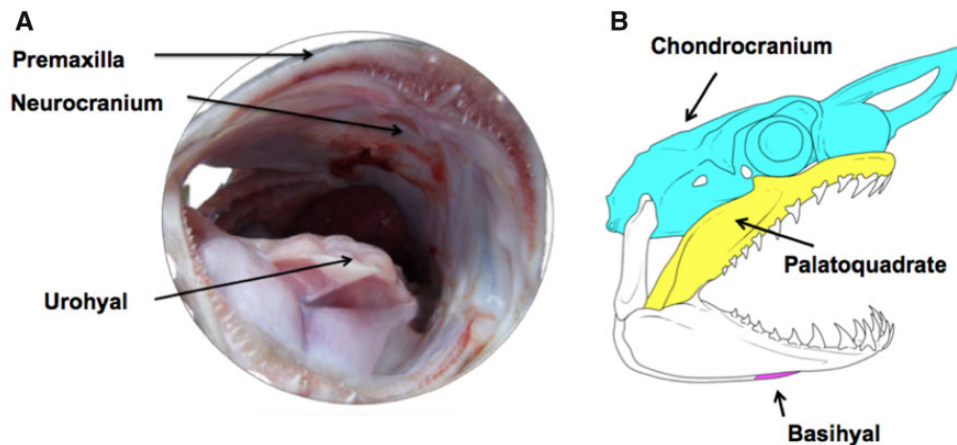 A
Premaxilla
Neurocranium
Urohyal
B
Chondrocranium
Palatoquadrate
Basihyal